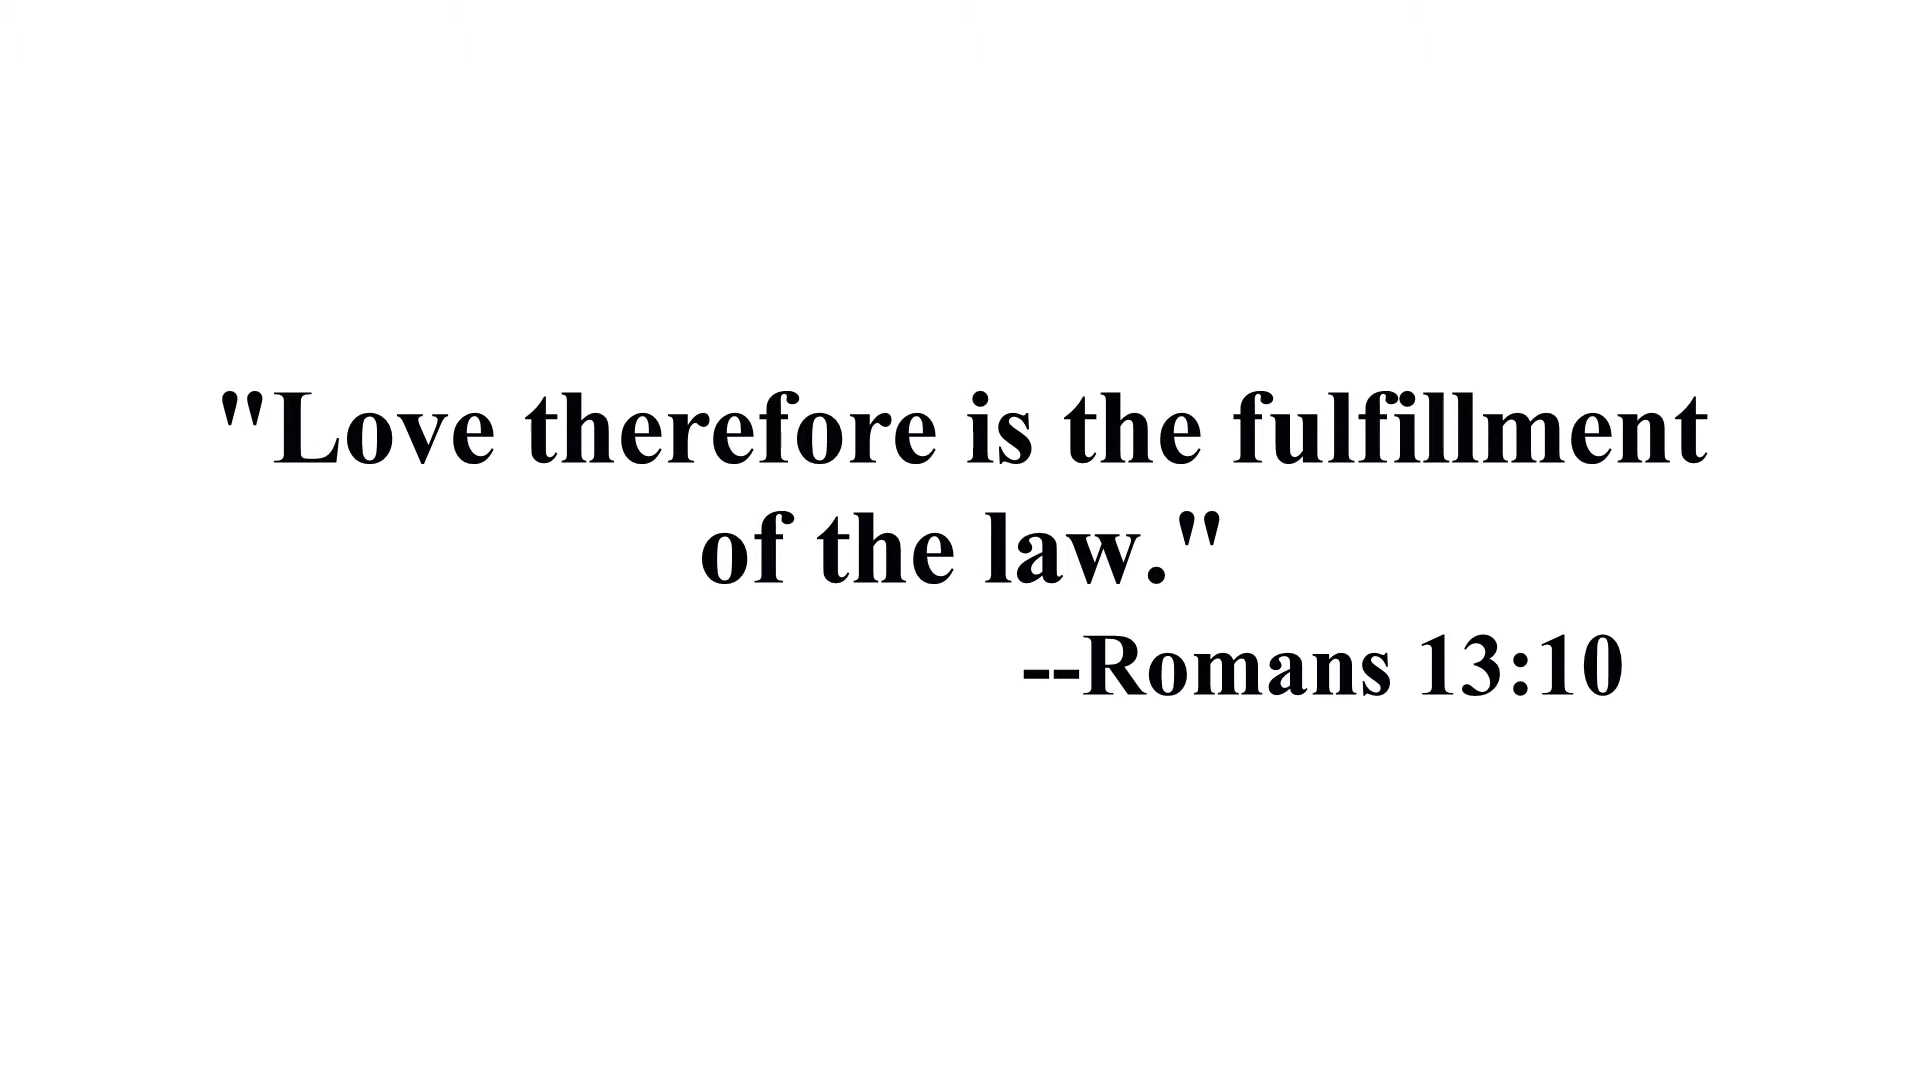 "Love therefore is the fulfillment
of the law."
--Romans 13:10